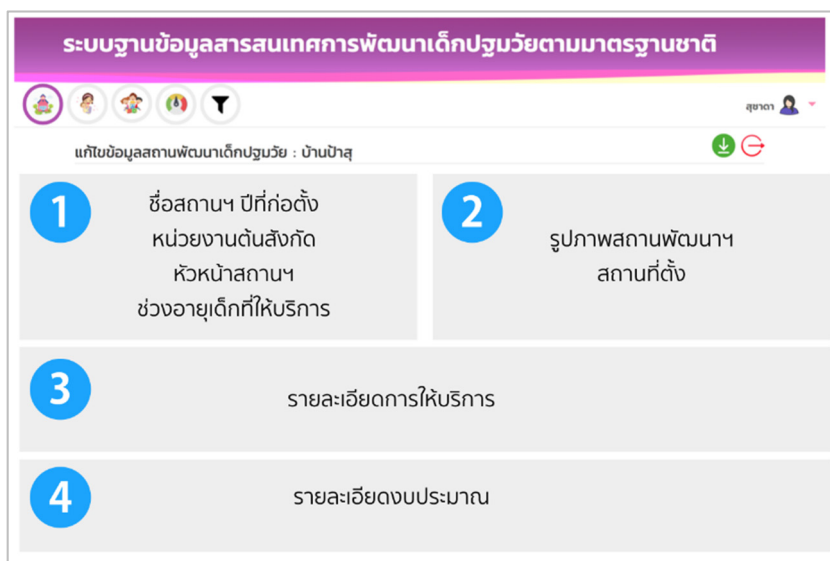 ระบบฐานข้อมูลสารสนเทศการพัฒนาเด็กปฐมวัยตามมาตรฐานชาติ
สุชาดา
แก้ไขข้อมูลสถานพัฒนาเด็กปฐมวัย : บ้านป้าสุ
1
ชื่อสถานฯ ปีที่ก่อตั้ง
หน่วยงานต้นสังกัด
หัวหน้าสถานฯ
ช่วงอายุเด็กที่ให้บริการ
2
รูปภาพสถานพัฒนาฯ
สถานที่ตั้ง
3
รายละเอียดการให้บริการ
4
รายละเอียดงบประมาณ